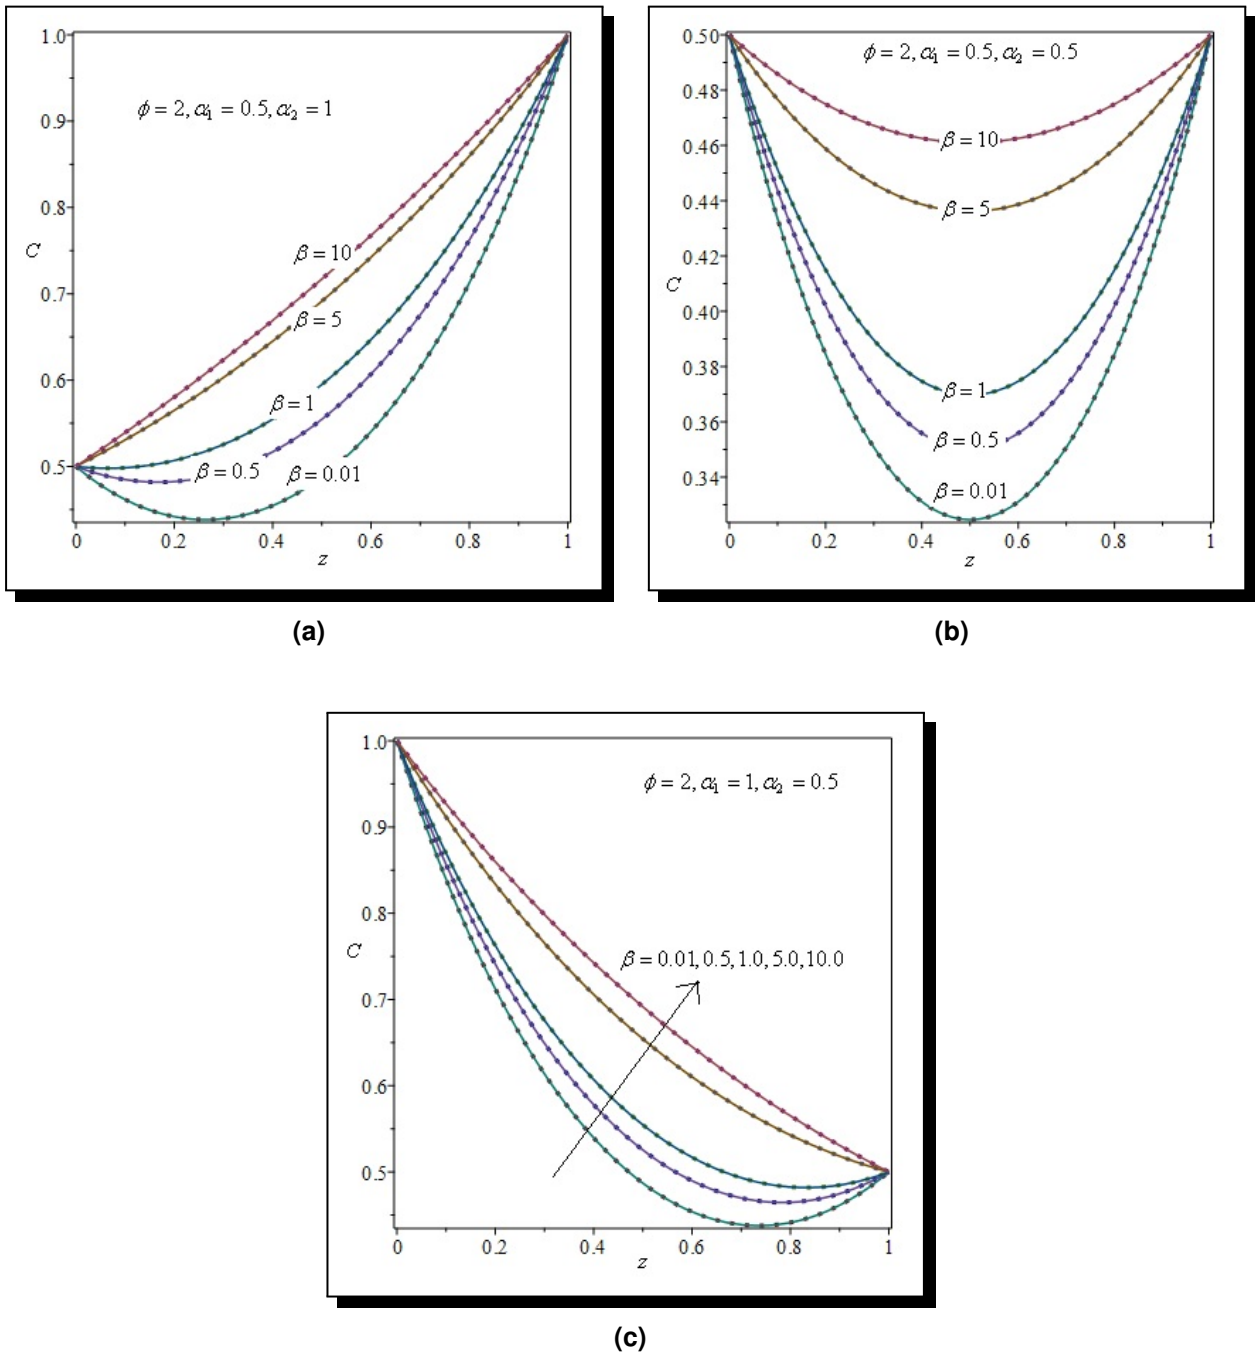 1.0
0.9
0.8
0.7
0.6
0.5
C
ϕ = 2, α₁ = 0.5, α₂ = 1
β = 10
β = 5
β = 1
β = 0.5
β = 0.01
0 0.2 0.4 0.6 0.8 1
z
(a)
0.50
0.48
0.46
0.44
0.42
0.40
0.38
0.36
0.34
C
ϕ = 2, α₁ = 0.5, α₂ = 0.5
β = 10
β = 5
β = 1
β = 0.5
β = 0.01
0 0.2 0.4 0.6 0.8 1
z
(b)
1.0
0.9
0.8
0.7
0.6
0.5
C
ϕ = 2, α₁ = 1, α₂ = 0.5
β = 0.01, 0.5, 1.0, 5.0, 10.0
0 0.2 0.4 0.6 0.8 1
z
(c)